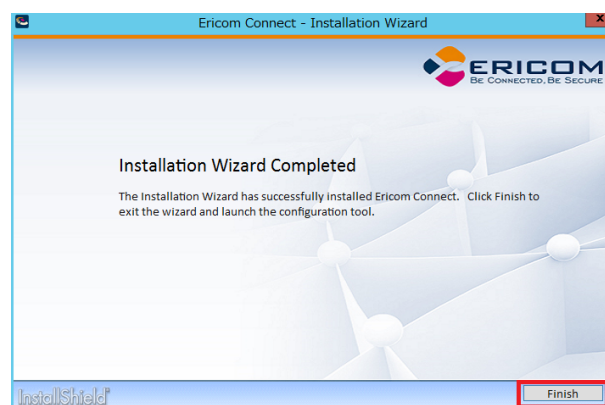 Ericom Connect - Installation Wizard
x
ERICOM
BE CONNECTED, BE SECURE
Installation Wizard Completed
The Installation Wizard has successfully installed Ericom Connect.  Click Finish to
exit the wizard and launch the configuration tool.
InstallShield®
Finish